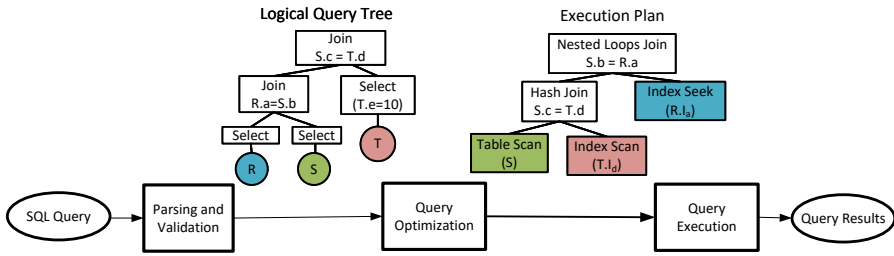 Logical Query Tree
Execution Plan
Join
S.c = T.d
Nested Loops Join
S.b = R.a
Join
R.a=S.b
Select
(T.e=10)
Hash Join
S.c = T.d
Index Seek
(R.Iₐ)
Select
Select
T
Table Scan
(S)
Index Scan
(T.I_d)
R
S
SQL Query
Parsing and
Validation
Query
Optimization
Query
Execution
Query Results